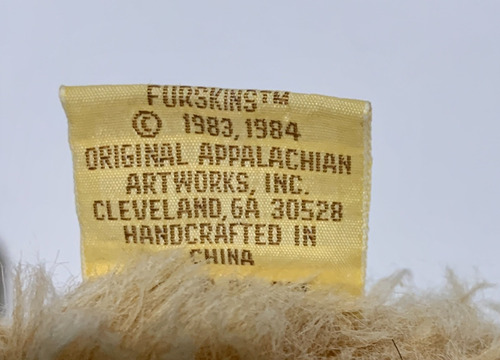 FURSKINS™
© 1983, 1984
ORIGINAL APPALACHIAN
ARTWORKS, INC.
CLEVELAND, GA 30528
HANDCRAFTED IN
CHINA